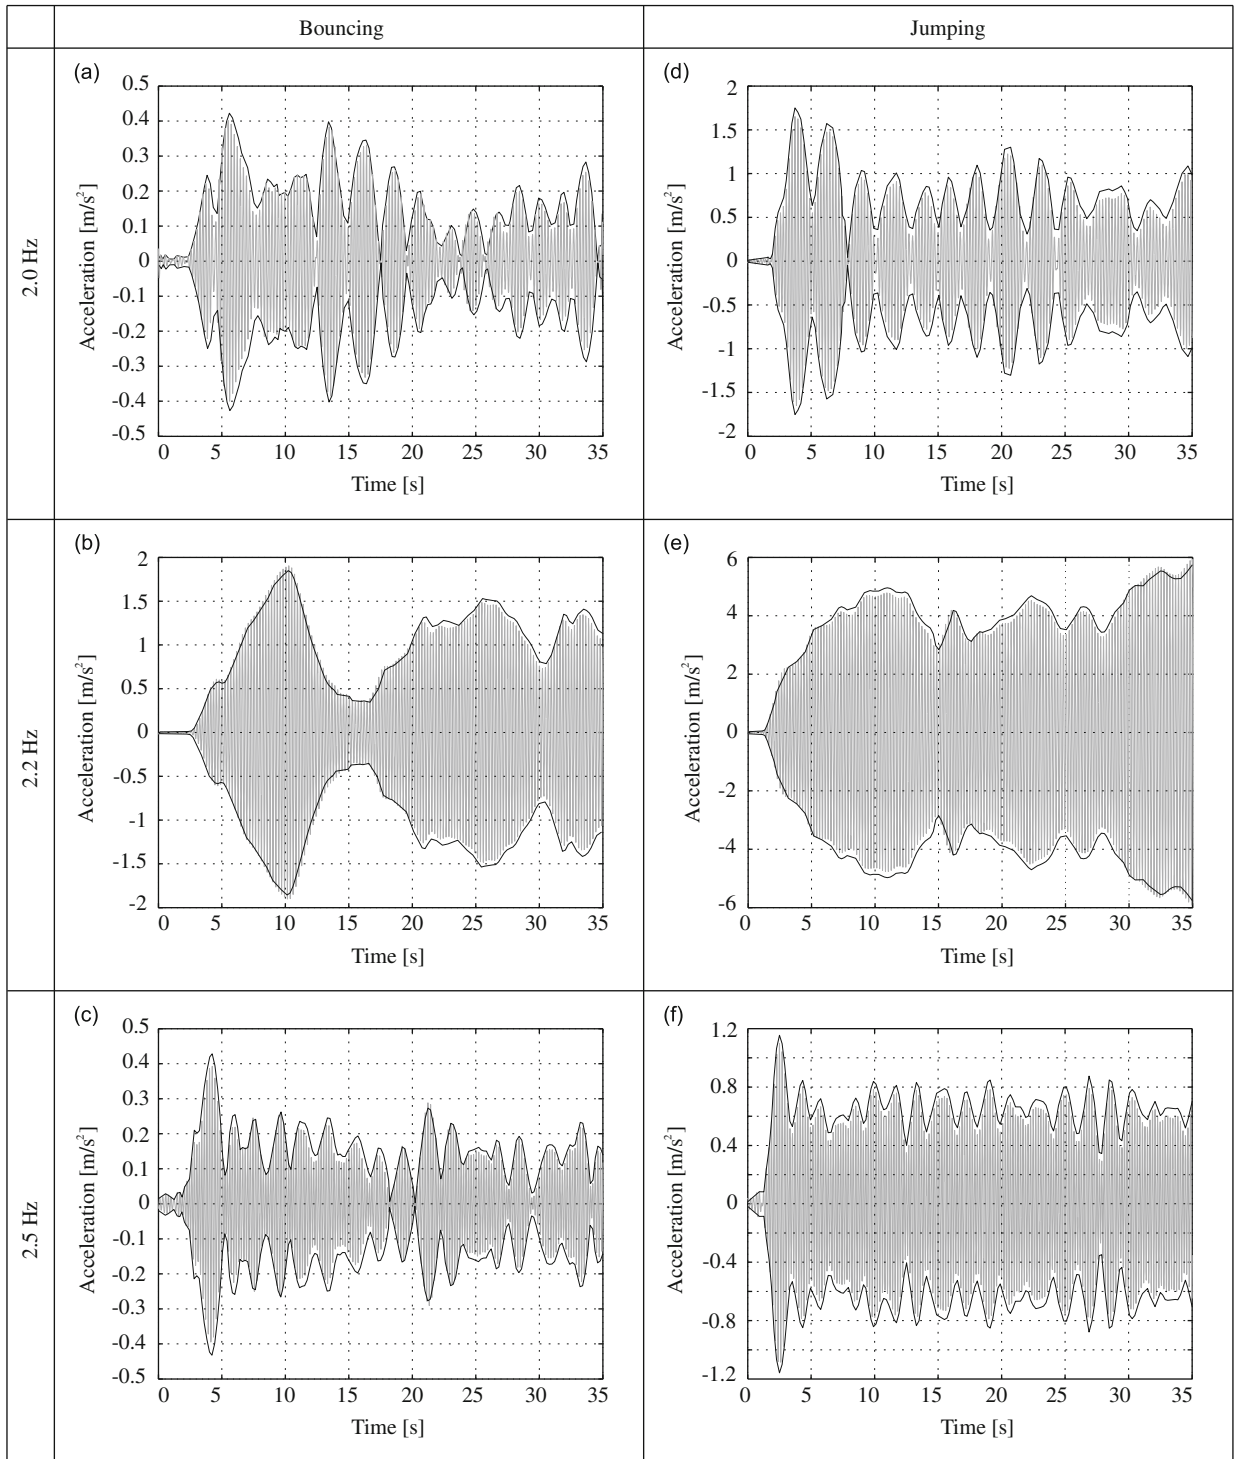 Bouncing
Jumping
2.0 Hz
(a)
Acceleration [m/s²]
0.5
0.4
0.3
0.2
0.1
0
-0.1
-0.2
-0.3
-0.4
-0.5
0 5 10 15 20 25 30 35
Time [s]
(d)
Acceleration [m/s²]
2
1.5
1
0.5
0
-0.5
-1
-1.5
-2
0 5 10 15 20 25 30 35
Time [s]
2.2 Hz
(b)
Acceleration [m/s²]
2
1.5
1
0.5
0
-0.5
-1
-1.5
-2
0 5 10 15 20 25 30 35
Time [s]
(e)
Acceleration [m/s²]
6
4
2
0
-2
-4
-6
0 5 10 15 20 25 30 35
Time [s]
2.5 Hz
(c)
Acceleration [m/s²]
0.5
0.4
0.3
0.2
0.1
0
-0.1
-0.2
-0.3
-0.4
-0.5
0 5 10 15 20 25 30 35
Time [s]
(f)
Acceleration [m/s²]
1.2
0.8
0.4
0
-0.4
-0.8
-1.2
0 5 10 15 20 25 30 35
Time [s]